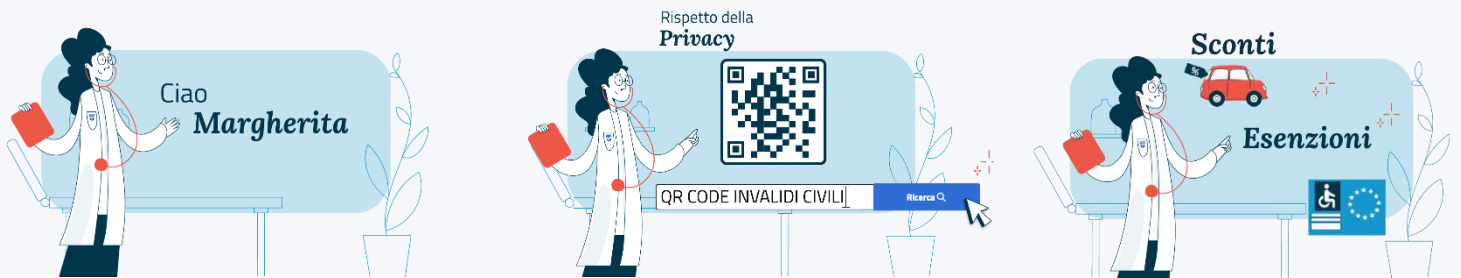 Ciao
Margherita
Rispetto della
Privacy
QR CODE INVALIDI CIVILI
Ricerca
Sconti
%
Esenzioni